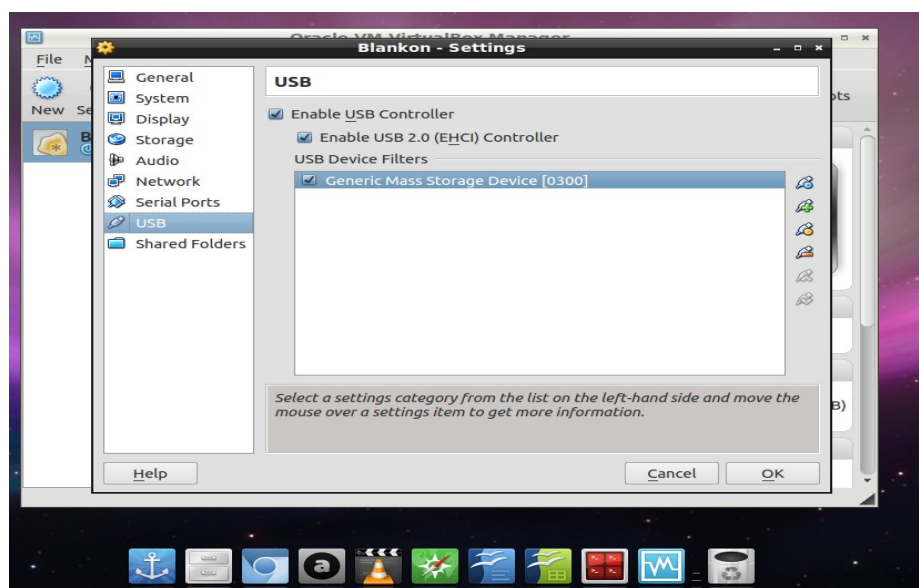 Oracle VM VirtualBox Manager
Blankon - Settings
File
New
General
System
Display
Storage
Audio
Network
Serial Ports
USB
Shared Folders
USB
Enable USB Controller
Enable USB 2.0 (EHCI) Controller
USB Device Filters
Generic Mass Storage Device [0300]
Select a settings category from the list on the left-hand side and move the
mouse over a settings item to get more information.
Help
Cancel
OK